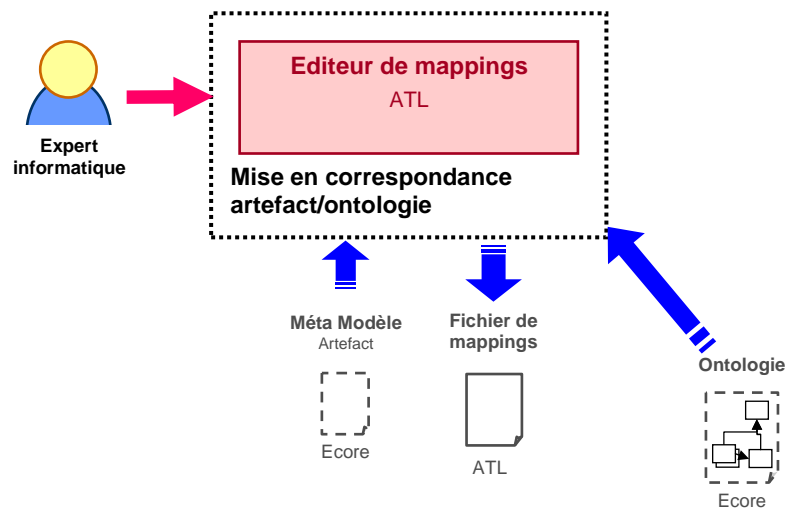 Editeur de mappings
ATL
Expert
informatique
Mise en correspondance
artefact/ontologie
Méta Modèle
Artefact
Ecore
Fichier de
mappings
ATL
Ontologie
Ecore